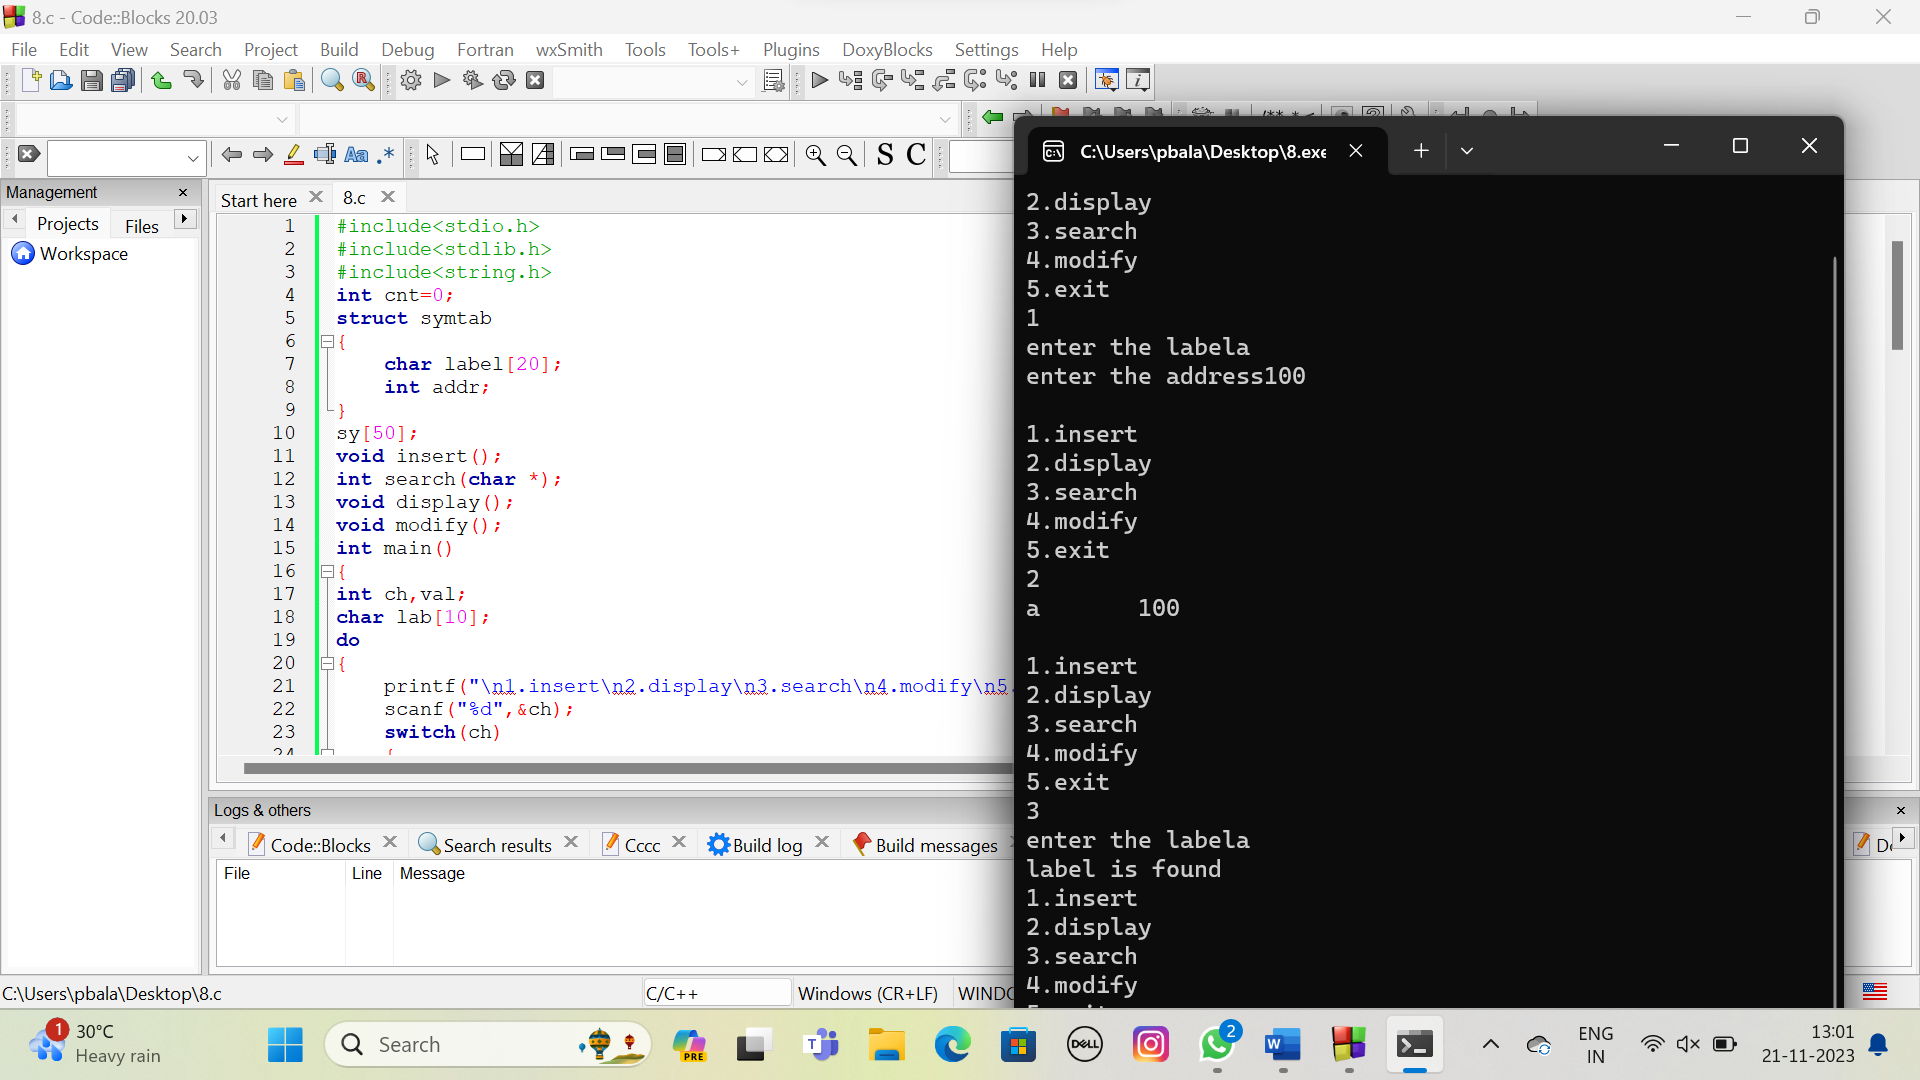 8.c - Code::Blocks 20.03
File Edit View Search Project Build Debug Fortran wxSmith Tools Tools+ Plugins DoxyBlocks Settings Help
S C
Management
Projects Files
Workspace
Start here 8.c
1 #include<stdio.h>
2 #include<stdlib.h>
3 #include<string.h>
4 int cnt=0;
5 struct symtab
6 {
7 char label[20];
8 int addr;
9 }
10 sy[50];
11 void insert();
12 int search(char *);
13 void display();
14 void modify();
15 int main()
16 {
17 int ch,val;
18 char lab[10];
19 do
20 {
21 printf("\n1.insert\n2.display\n3.search\n4.modify\n5.
22 scanf("%d",&ch);
23 switch(ch)
24 {
C:\Users\pbala\Desktop\8.exe
2.display
3.search
4.modify
5.exit
1
enter the labela
enter the address100
1.insert
2.display
3.search
4.modify
5.exit
2
a 100
1.insert
2.display
3.search
4.modify
5.exit
3
enter the labela
label is found
1.insert
2.display
3.search
4.modify
Logs & others
Code::Blocks Search results Cccc Build log Build messages
File Line Message
C:\Users\pbala\Desktop\8.c C/C++ Windows (CR+LF) WINDO
1 30°C
Heavy rain
Search
PRE
DELL
2
ENG
IN
13:01
21-11-2023